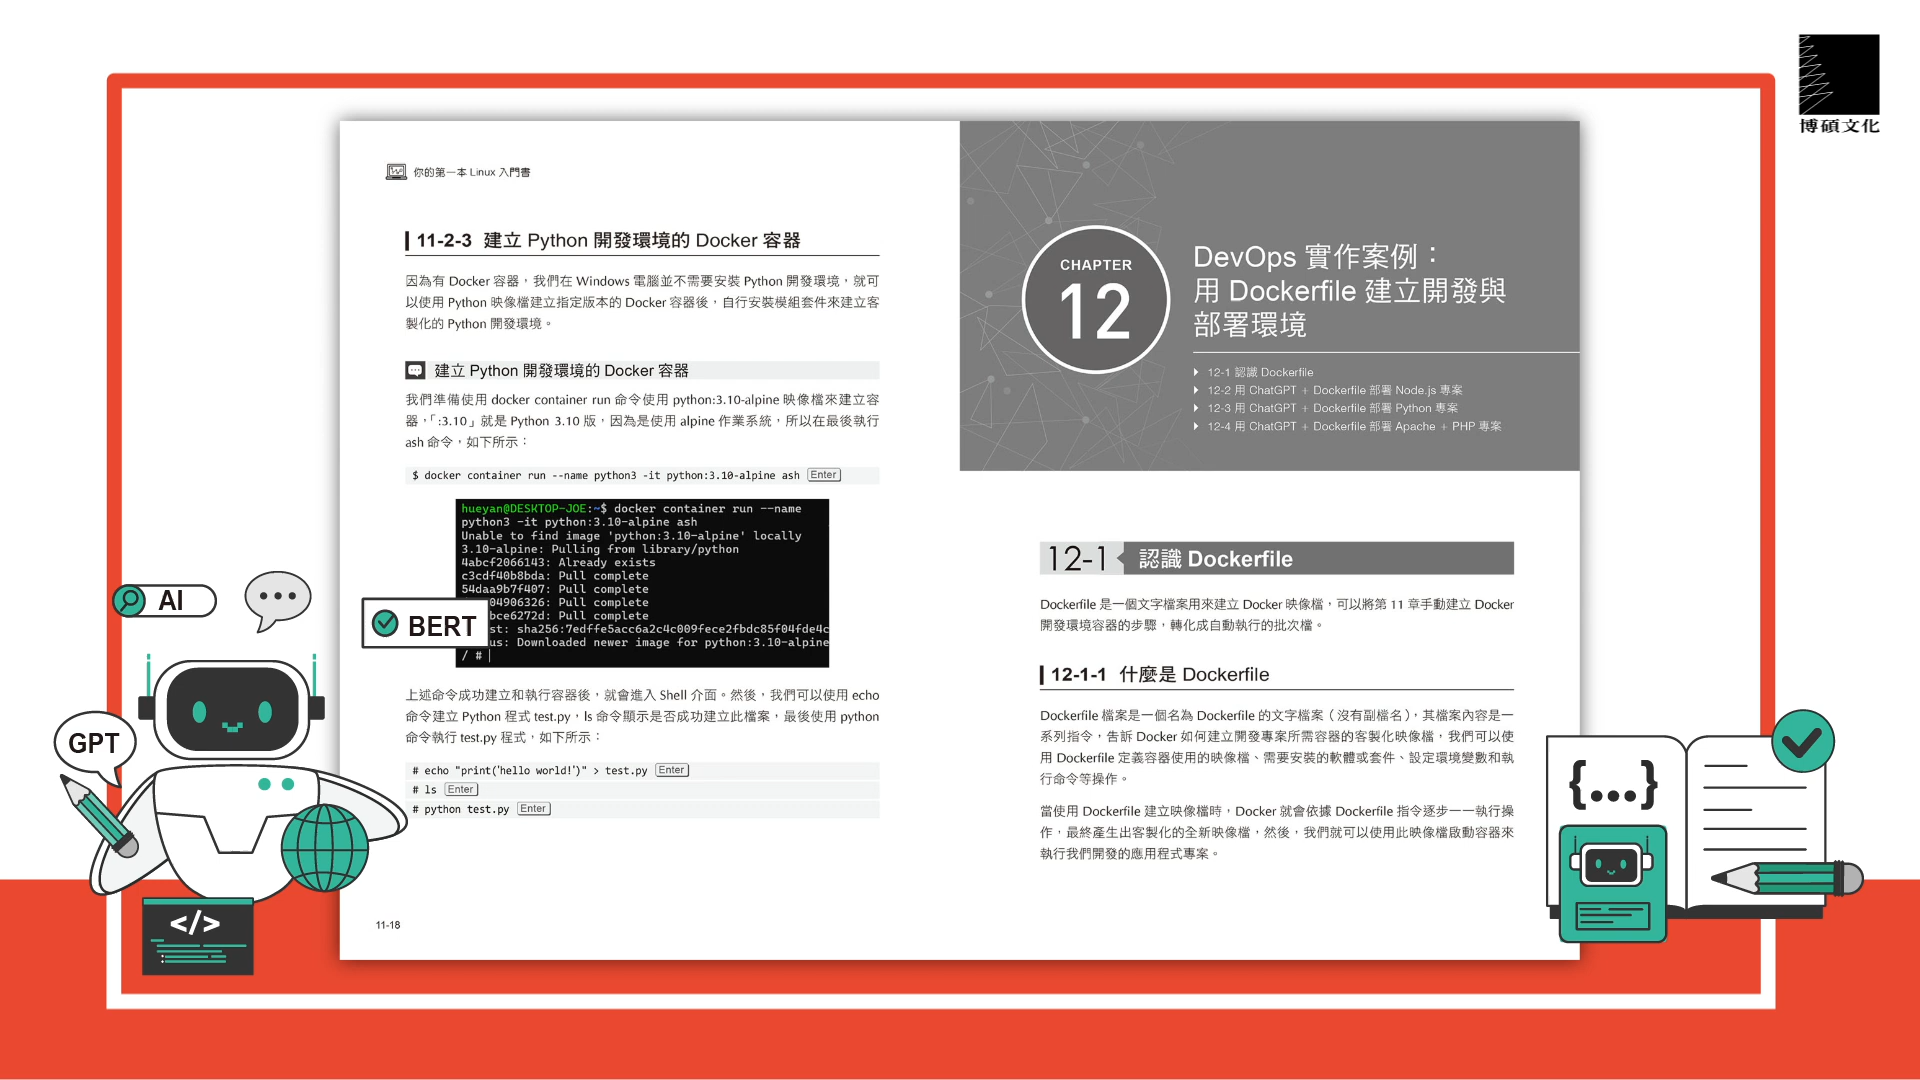 博碩文化
你的第一本 Linux 入門書
11-2-3 建立 Python 開發環境的 Docker 容器
因為有 Docker 容器，我們在 Windows 電腦並不需要安裝 Python 開發環境，就可
以使用 Python 映像檔建立指定版本的 Docker 容器後，自行安裝模組套件來建立客
製化的 Python 開發環境。
建立 Python 開發環境的 Docker 容器
我們準備使用 docker container run 命令使用 python:3.10-alpine 映像檔來建立容
器，「:3.10」就是 Python 3.10 版，因為是使用 alpine 作業系統，所以在最後執行
ash 命令，如下所示：
$ docker container run --name python3 -it python:3.10-alpine ash Enter
hueyan@DESKTOP-JOE:~$ docker container run --name
python3 -it python:3.10-alpine ash
Unable to find image 'python:3.10-alpine' locally
3.10-alpine: Pulling from library/python
4abcf2066143: Already exists
c3cdf40b8bda: Pull complete
54daa9b7f407: Pull complete
04906326: Pull complete
bce6272d: Pull complete
st: sha256:7edffe5acc6a2c4c009fece2fbdc85f04fde4c
us: Downloaded newer image for python:3.10-alpine
/ #
上述命令成功建立和執行容器後，就會進入 Shell 介面。然後，我們可以使用 echo
命令建立 Python 程式 test.py，ls 命令顯示是否成功建立此檔案，最後使用 python
命令執行 test.py 程式，如下所示：
# echo "print('hello world!')" > test.py Enter
# ls Enter
# python test.py Enter
11-18
CHAPTER
12
DevOps 實作案例：
用 Dockerfile 建立開發與
部署環境
12-1 認識 Dockerfile
12-2 用 ChatGPT + Dockerfile 部署 Node.js 專案
12-3 用 ChatGPT + Dockerfile 部署 Python 專案
12-4 用 ChatGPT + Dockerfile 部署 Apache + PHP 專案
12-1 認識 Dockerfile
Dockerfile 是一個文字檔案用來建立 Docker 映像檔，可以將第 11 章手動建立 Docker
開發環境容器的步驟，轉化成自動執行的批次檔。
12-1-1 什麼是 Dockerfile
Dockerfile 檔案是一個名為 Dockerfile 的文字檔案（沒有副檔名），其檔案內容是一
系列指令，告訴 Docker 如何建立開發專案所需容器的客製化映像檔，我們可以使
用 Dockerfile 定義容器使用的映像檔、需要安裝的軟體或套件、設定環境變數和執
行命令等操作。
當使用 Dockerfile 建立映像檔時，Docker 就會依據 Dockerfile 指令逐步一一執行操
作，最終產生出客製化的全新映像檔，然後，我們就可以使用此映像檔啟動容器來
執行我們開發的應用程式專案。
AI
BERT
GPT
</>
{...}